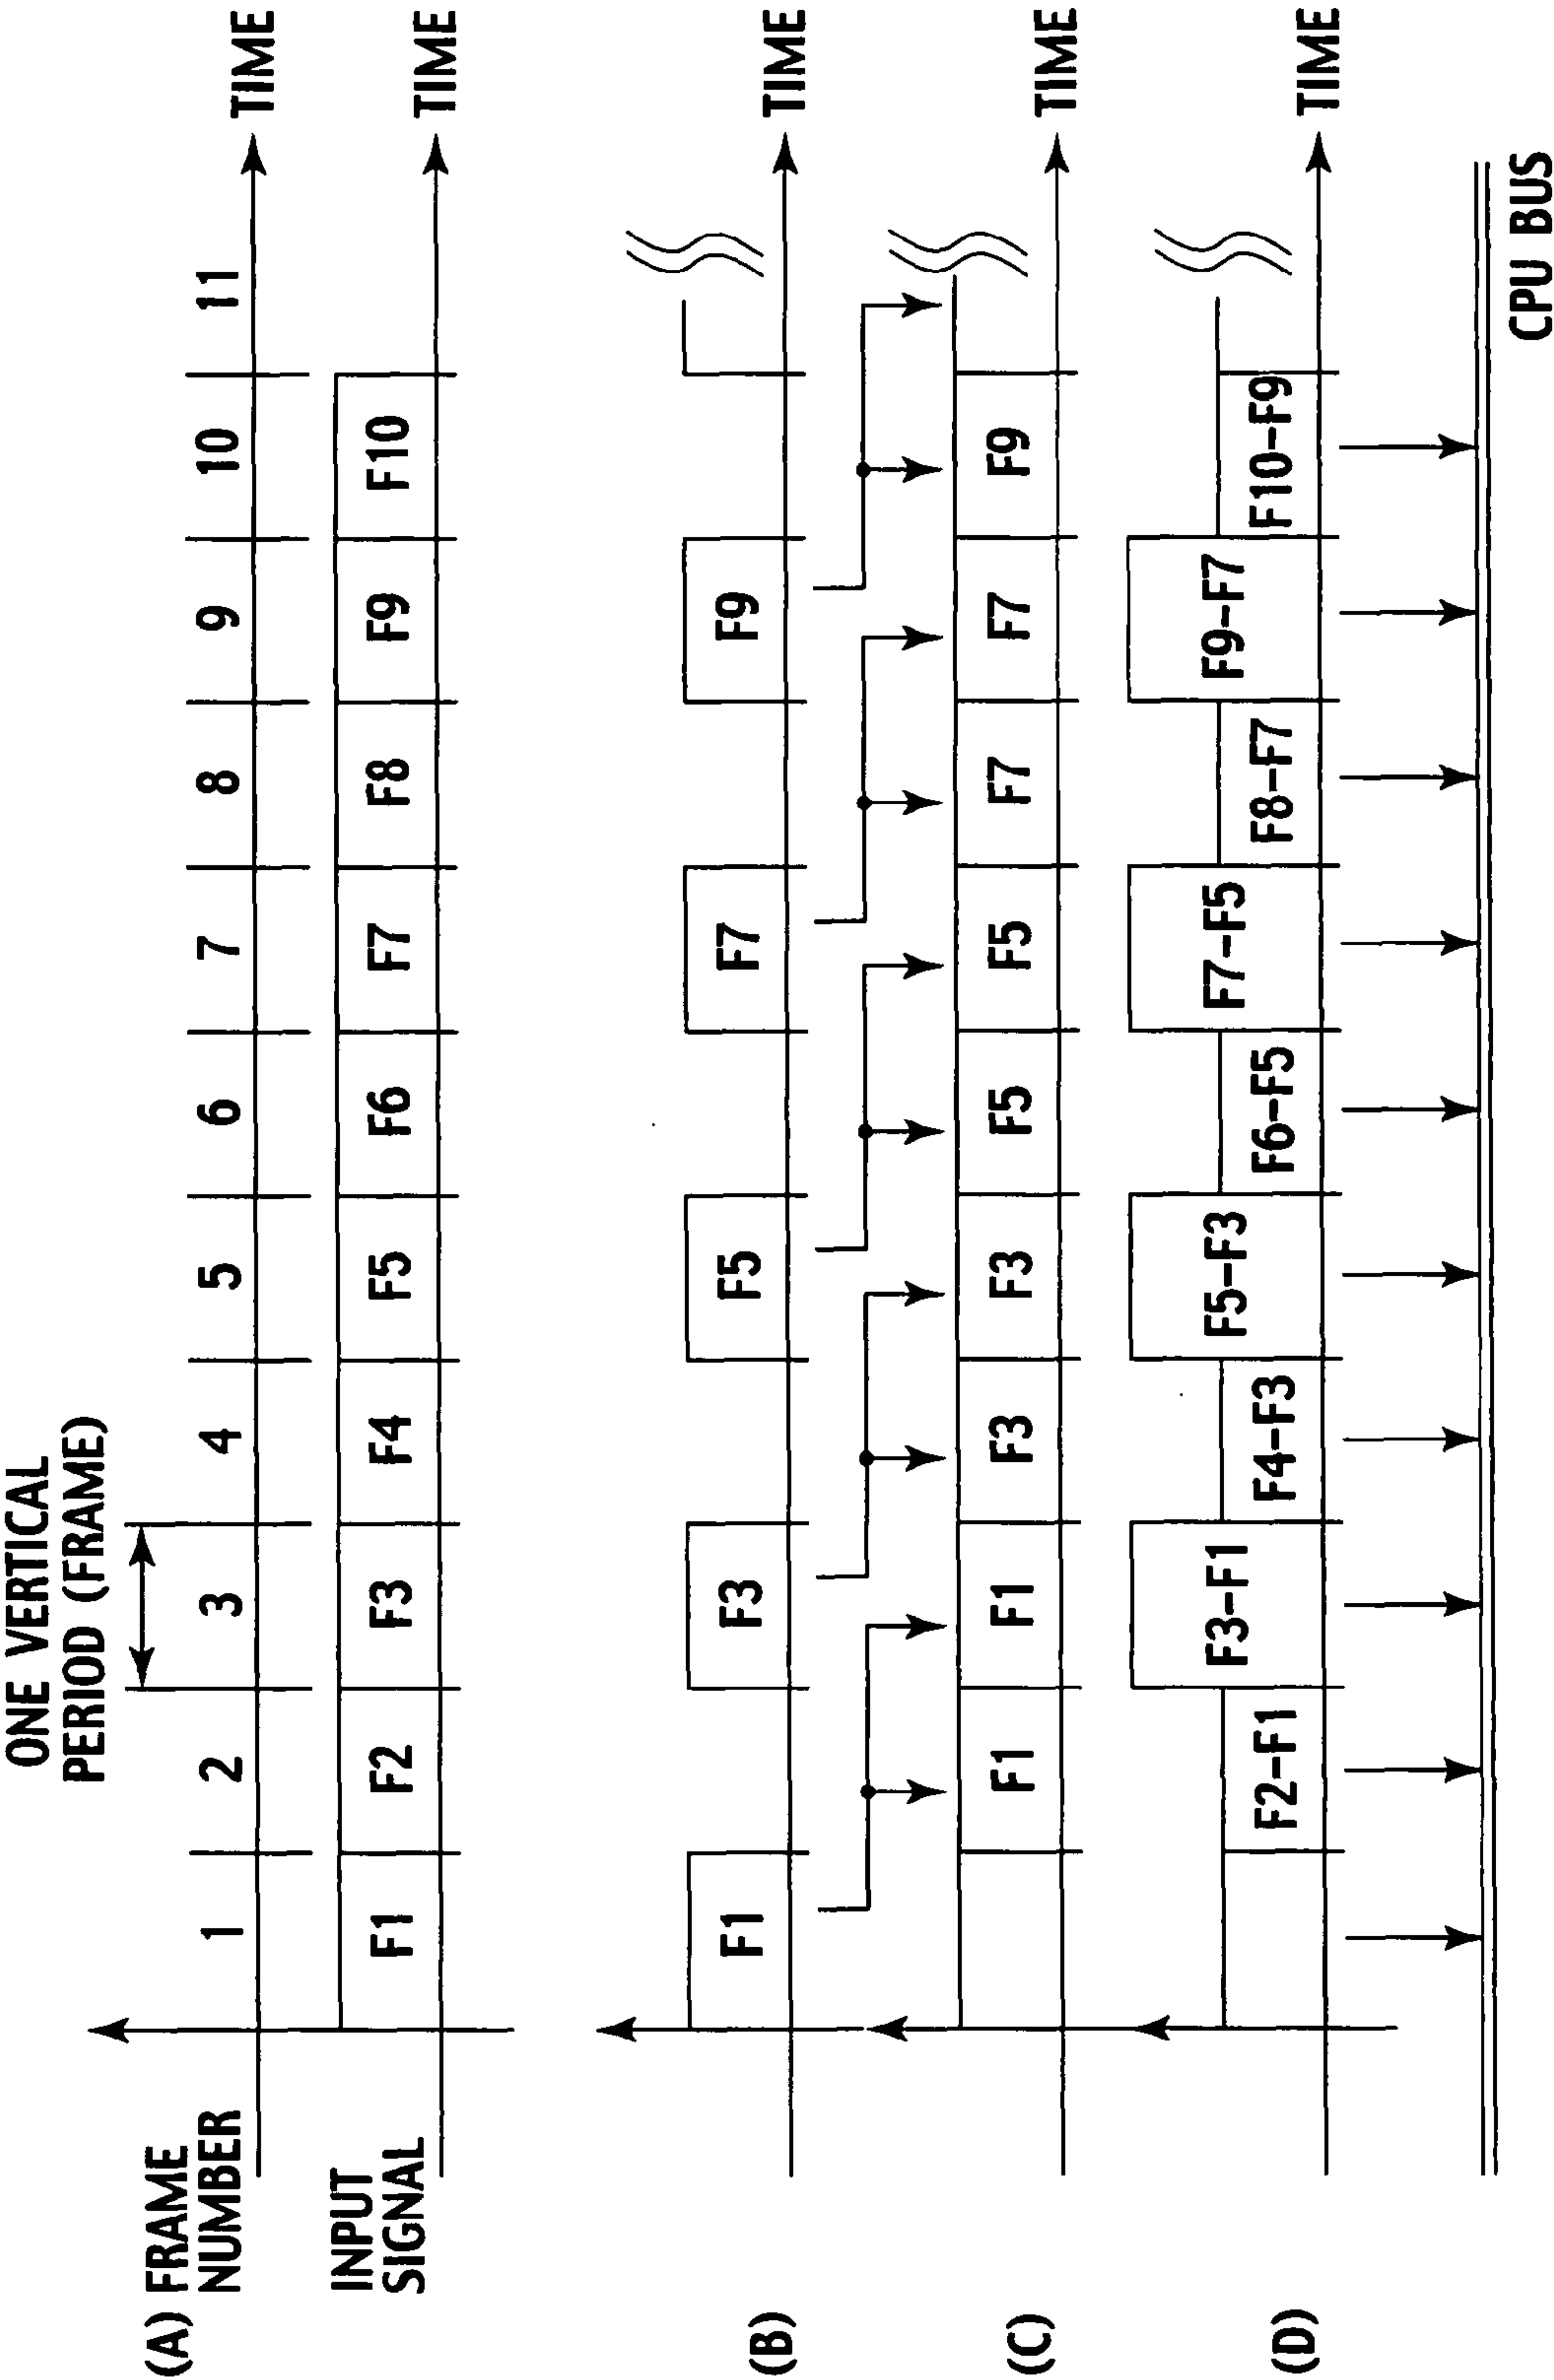 ONE VERTICAL
PERIOD (FRAME)
(A) FRAME
NUMBER
1 2 3 4 5 6 7 8 9 10 11
TIME
INPUT
SIGNAL
F1 F2 F3 F4 F5 F6 F7 F8 F9 F10
TIME
(B)
F1 F3 F5 F7 F9
TIME
(C)
F1 F1 F3 F3 F5 F5 F7 F7 F9
TIME
(D)
F2-F1 F3-F1 F4-F3 F5-F3 F6-F5 F7-F5 F8-F7 F9-F7 F10-F9
TIME
CPU BUS